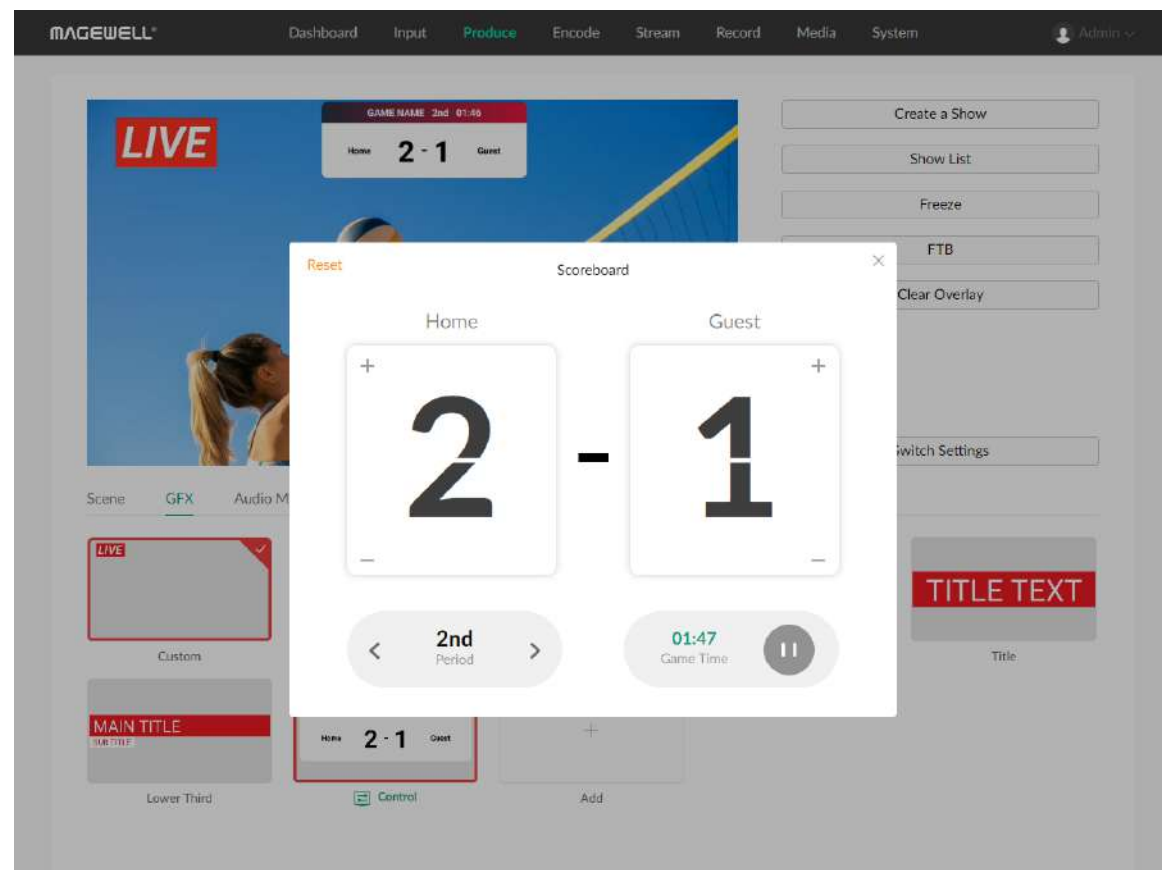 MAGEWELL®
Dashboard Input Produce Encode Stream Record Media System Admin
LIVE
GAME NAME 2nd 01:46
Home 2 - 1 Guest
Create a Show
Show List
Freeze
FTB
Clear Overlay
Switch Settings
Reset
Scoreboard
Home
Guest
+
+
2 - 1
−
−
< 2nd >
Period
01:47
Game Time
Scene GFX Audio M
LIVE
TITLE TEXT
Custom
Title
MAIN TITLE
SUB TITLE
Home 2 - 1 Guest
+
Lower Third
Control
Add